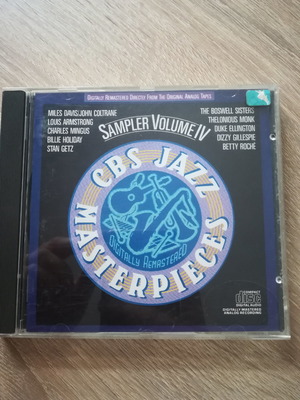 DIGITALLY REMASTERED DIRECTLY FROM THE ORIGINAL ANALOG TAPES
MILES DAVIS/JOHN COLTRANE
LOUIS ARMSTRONG
CHARLES MINGUS
BILLIE HOLIDAY
STAN GETZ
THE BOSWELL SISTERS
THELONIOUS MONK
DUKE ELLINGTON
DIZZY GILLESPIE
BETTY ROCHÉ
SAMPLER VOLUME IV
CBS JAZZ
MASTERPIECES
DIGITALLY REMASTERED
COMPACT
disc
DIGITAL AUDIO
DIGITALLY MASTERED
ANALOG RECORDING